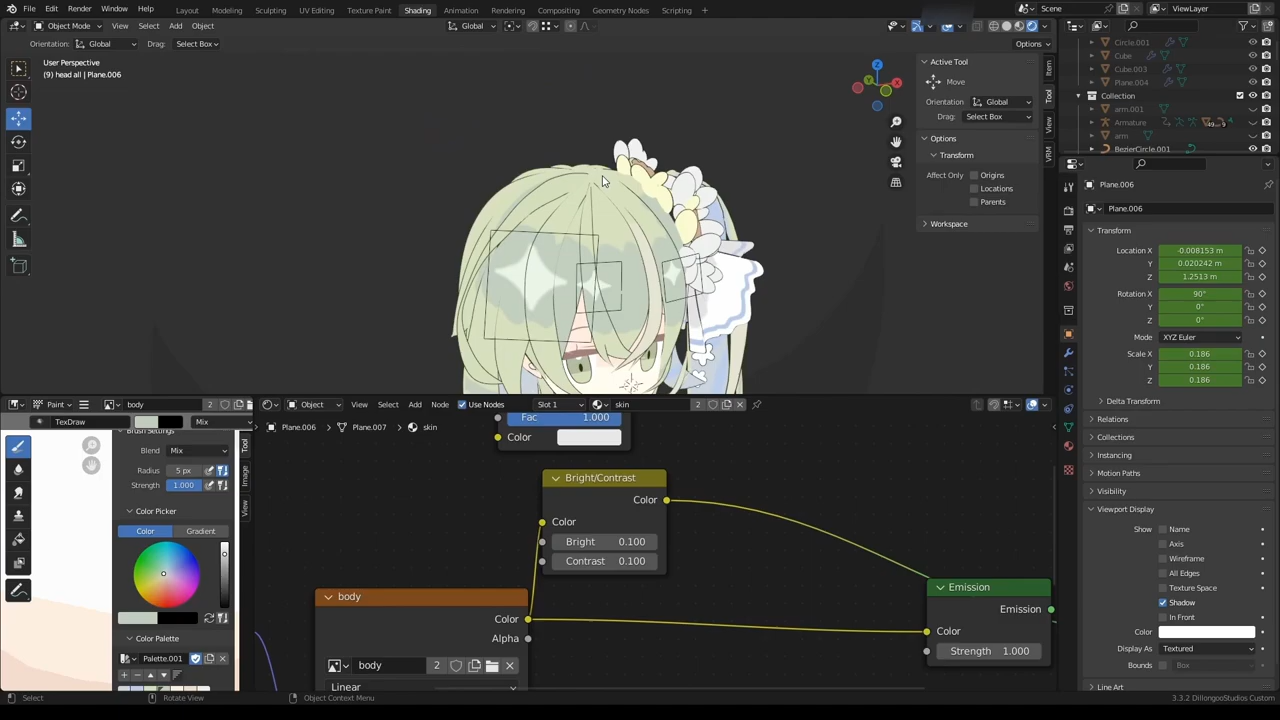 File Edit Render Window Help Layout Modeling Sculpting UV Editing Texture Paint Shading Animation Rendering Compositing Geometry Nodes Scripting Scene ViewLayer
Object Mode View Select Add Object Global
Orientation: Global Drag: Select Box Options
User Perspective
(9) head all | Plane.006
Active Tool
Move
Orientation Global
Drag: Select Box
Options
Transform
Affect Only Origins
Locations
Parents
Workspace
Item
Tool
View
VRM
Circle.001
Cube
Cube.003
Plane.004
Collection
arm.001
Armature
arm
BezierCircle.001
Plane.006
Plane.006
Transform
Location X -0.008153 m
Y 0.020242 m
Z 1.2513 m
Rotation X 90°
Y 0°
Z 0°
Mode XYZ Euler
Scale X 0.186
Y 0.186
Z 0.186
Delta Transform
Relations
Collections
Instancing
Motion Paths
Visibility
Viewport Display
Show Name
Axis
Wireframe
All Edges
Texture Space
Shadow
In Front
Color
Display As Textured
Bounds Box
Line Art
Paint body 2
TexDraw Mix
Brush Settings
Blend Mix
Radius 5 px
Strength 1.000
Color Picker
Color Gradient
Color Palette
Palette.001
Tool
Image
View
Object View Select Add Node Use Nodes Slot 1 skin 2
Plane.006 Plane.007 skin
Fac 1.000
Color
Bright/Contrast
Color
Color
Bright 0.100
Contrast 0.100
body
Color
Alpha
body 2
Linear
Emission
Emission
Color
Strength 1.000
Select Rotate View Object Context Menu 3.3.2 DillongooStudios Custom